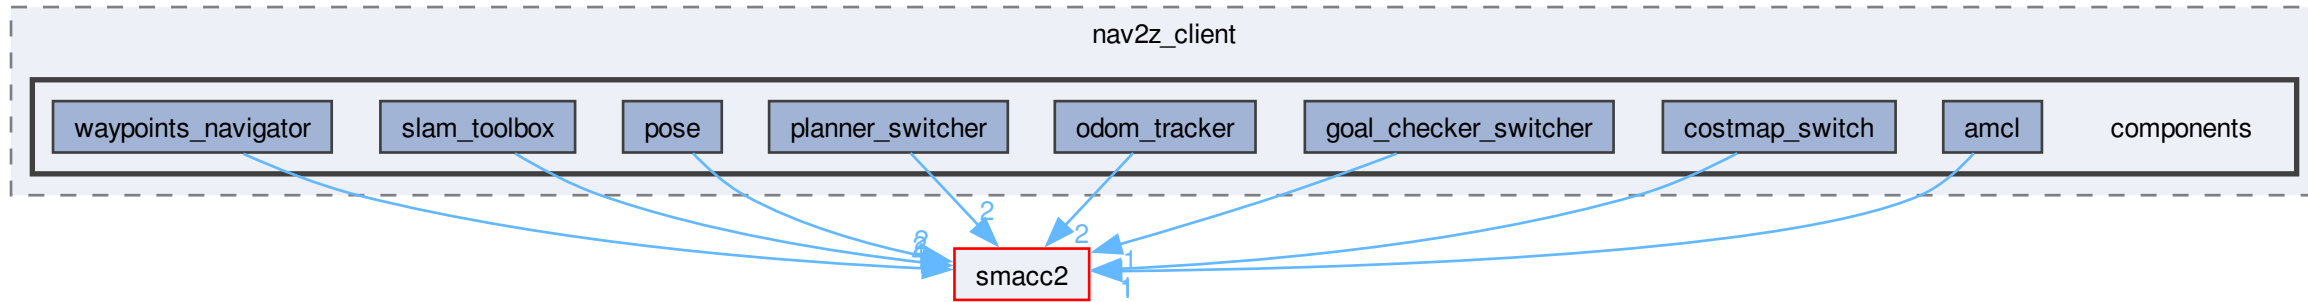 nav2z_client
waypoints_navigator
slam_toolbox
pose
planner_switcher
odom_tracker
goal_checker_switcher
costmap_switch
amcl
components
2
2
1
1
smacc2